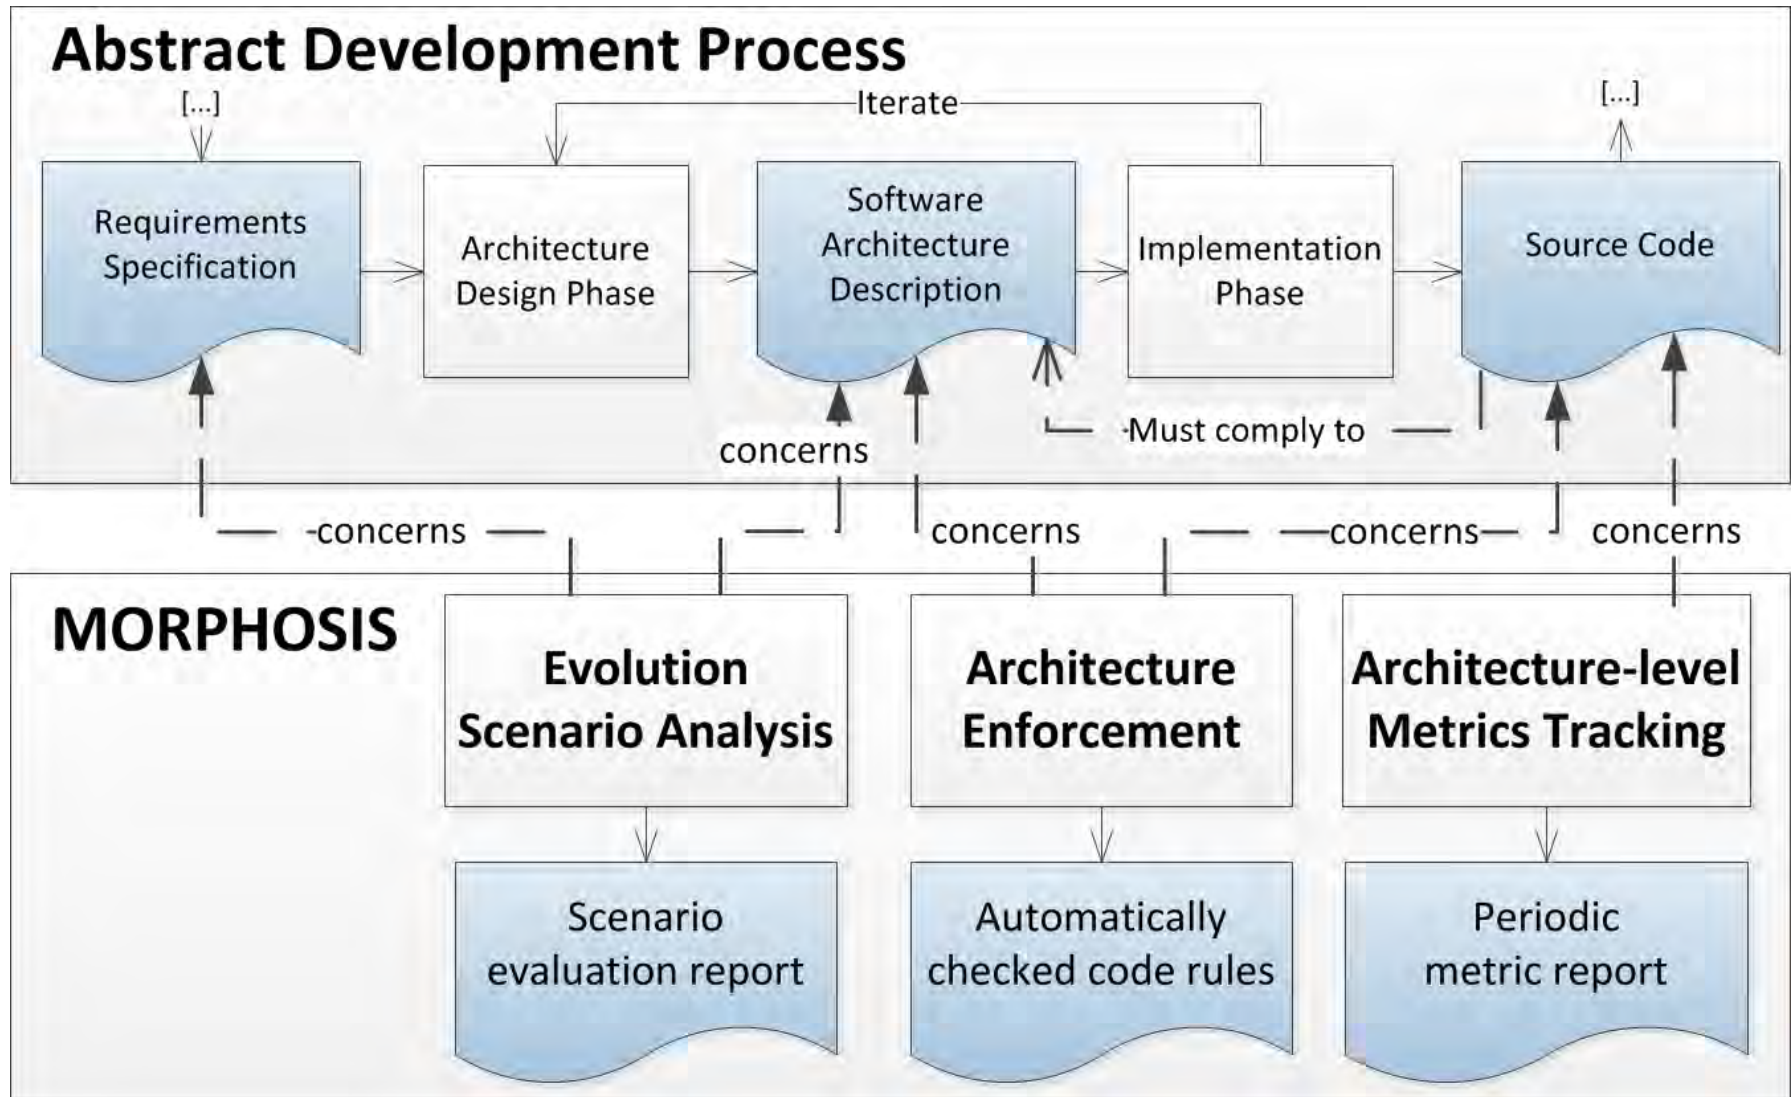 Abstract Development Process
[...]
Iterate
[...]
Requirements
Specification
Architecture
Design Phase
Software
Architecture
Description
Implementation
Phase
Source Code
Must comply to
concerns
concerns
concerns
concerns
concerns
MORPHOSIS
Evolution
Scenario Analysis
Architecture
Enforcement
Architecture-level
Metrics Tracking
Scenario
evaluation report
Automatically
checked code rules
Periodic
metric report